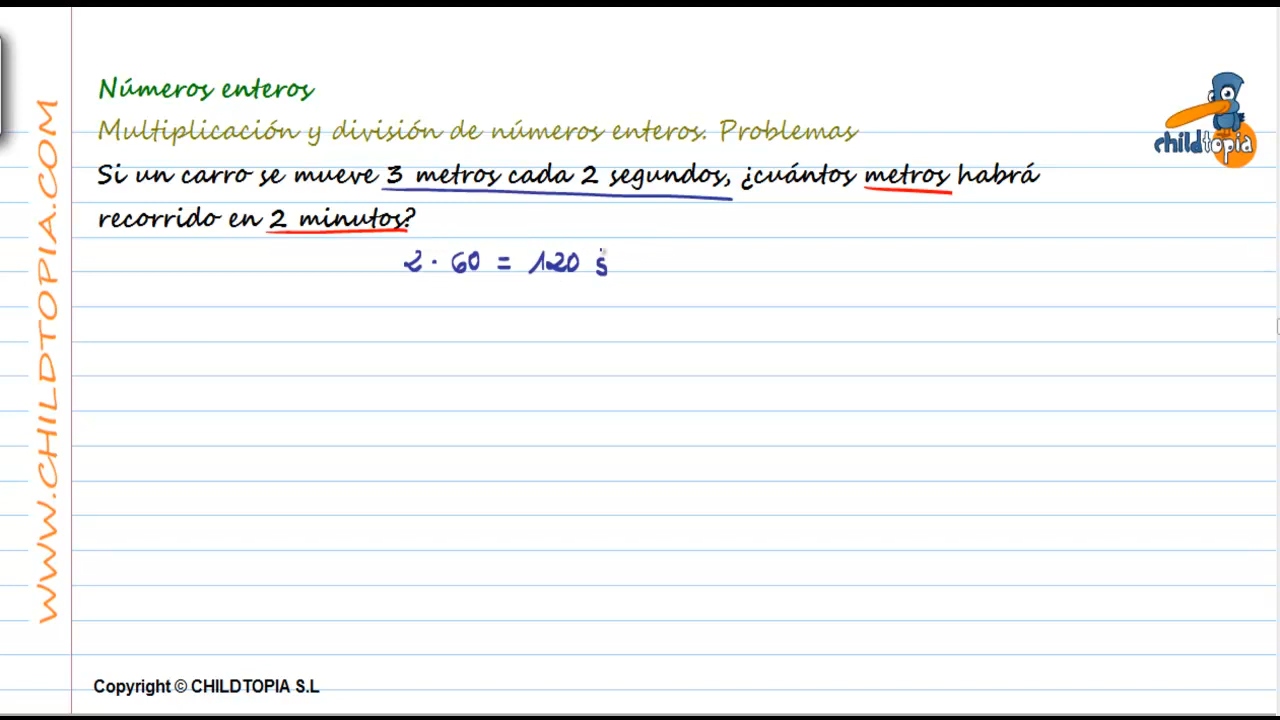 Números enteros
Multiplicación y división de números enteros. Problemas
Si un carro se mueve 3 metros cada 2 segundos, ¿cuántos metros habrá
recorrido en 2 minutos?
2 · 60 = 120 s
childtopia
WWW.CHILDTOPIA.COM
Copyright © CHILDTOPIA S.L